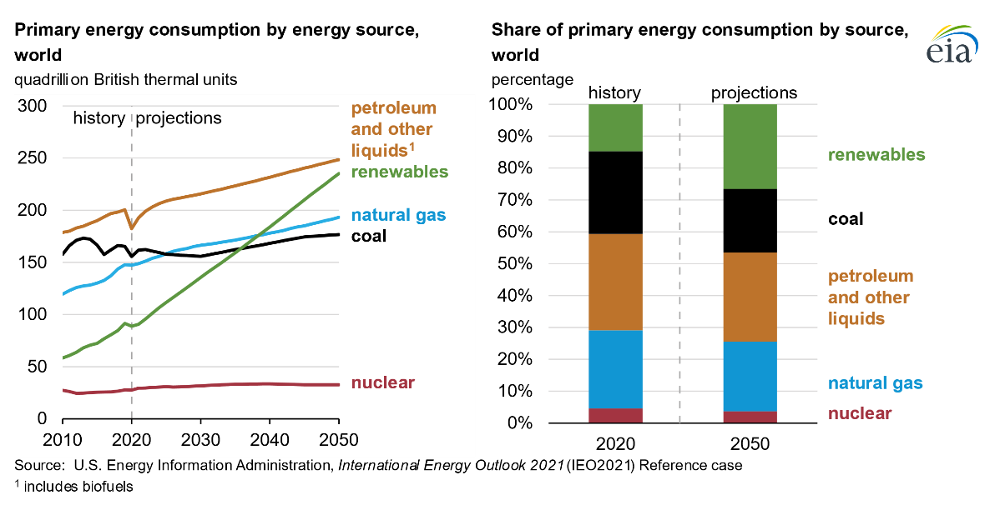 Primary energy consumption by energy source,
world
quadrillion British thermal units
300
250
200
150
100
50
0
history
projections
2010
2020
2030
2040
2050
petroleum
and other
liquids¹
renewables
natural gas
coal
nuclear
Share of primary energy consumption by source,
world
percentage
eia
history
projections
100%
90%
80%
70%
60%
50%
40%
30%
20%
10%
0%
2020
2050
renewables
coal
petroleum
and other
liquids
natural gas
nuclear
Source: U.S. Energy Information Administration, International Energy Outlook 2021 (IEO2021) Reference case
¹ includes biofuels